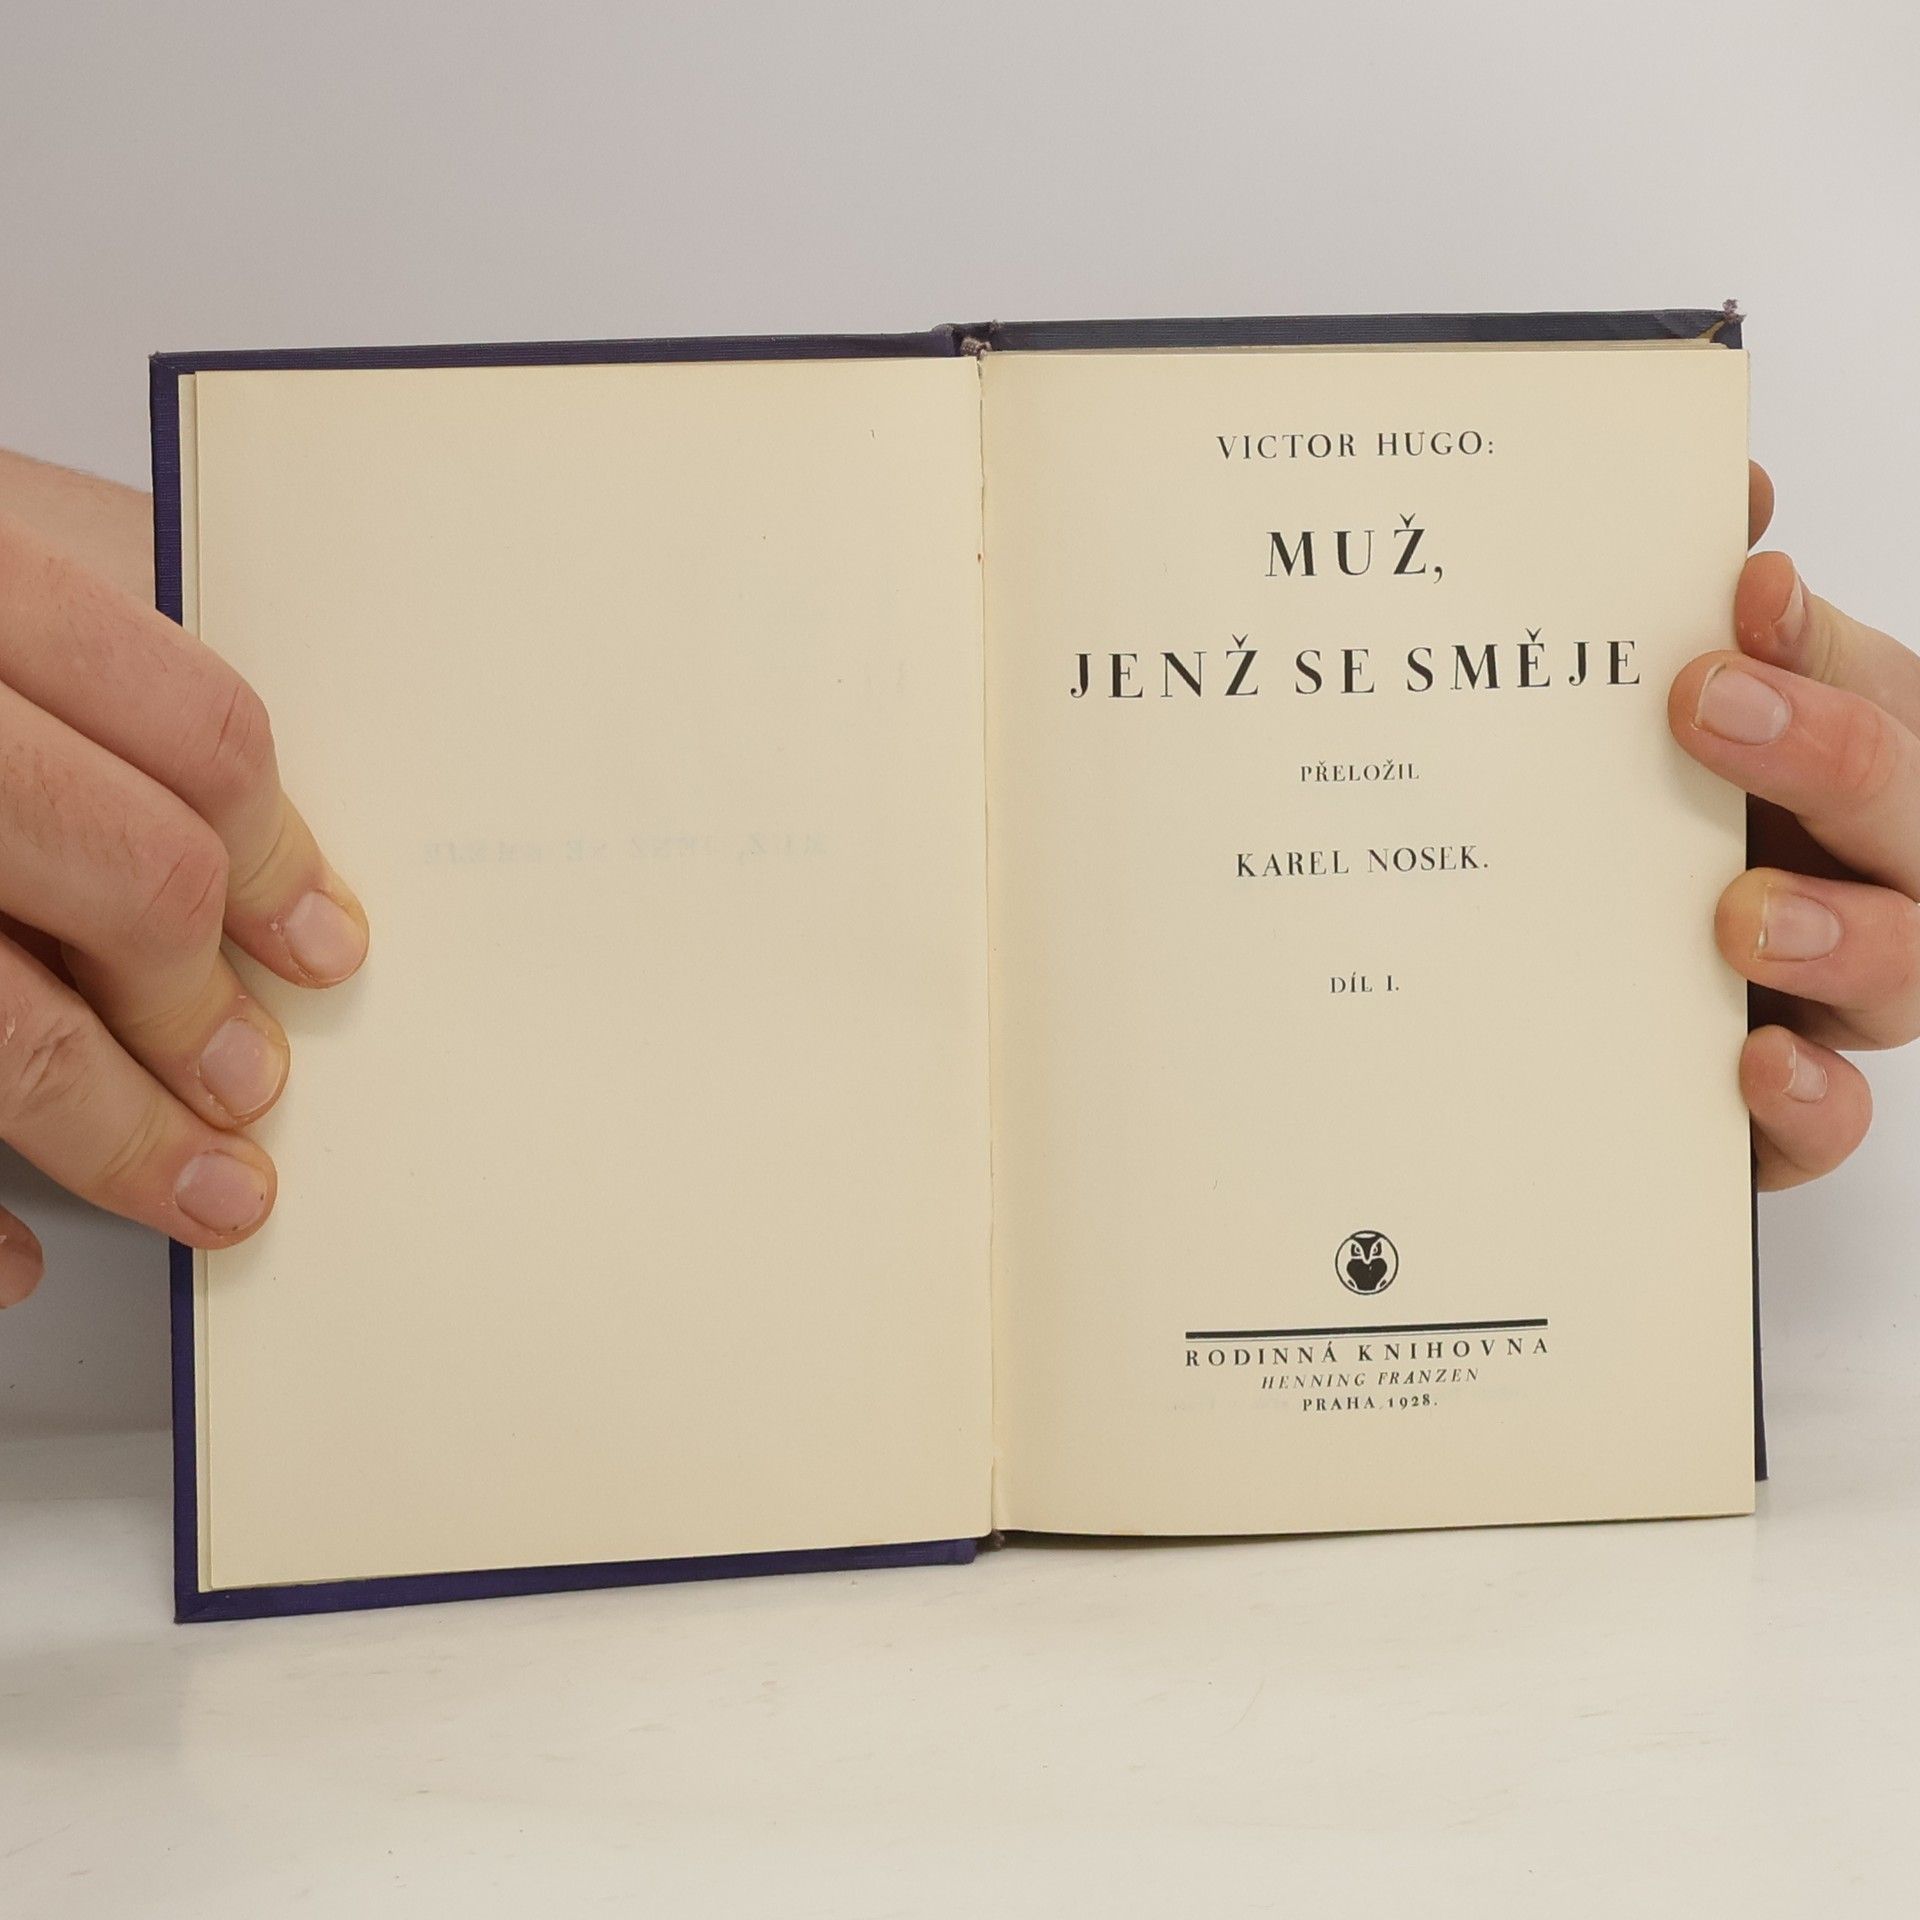 VICTOR HUGO:
MUŽ,
JENŽ SE SMĚJE
PŘELOŽIL
KAREL NOSEK.
DÍL I.
RODINNÁ KNIHOVNA
HENNING FRANZEN
PRAHA 1928.